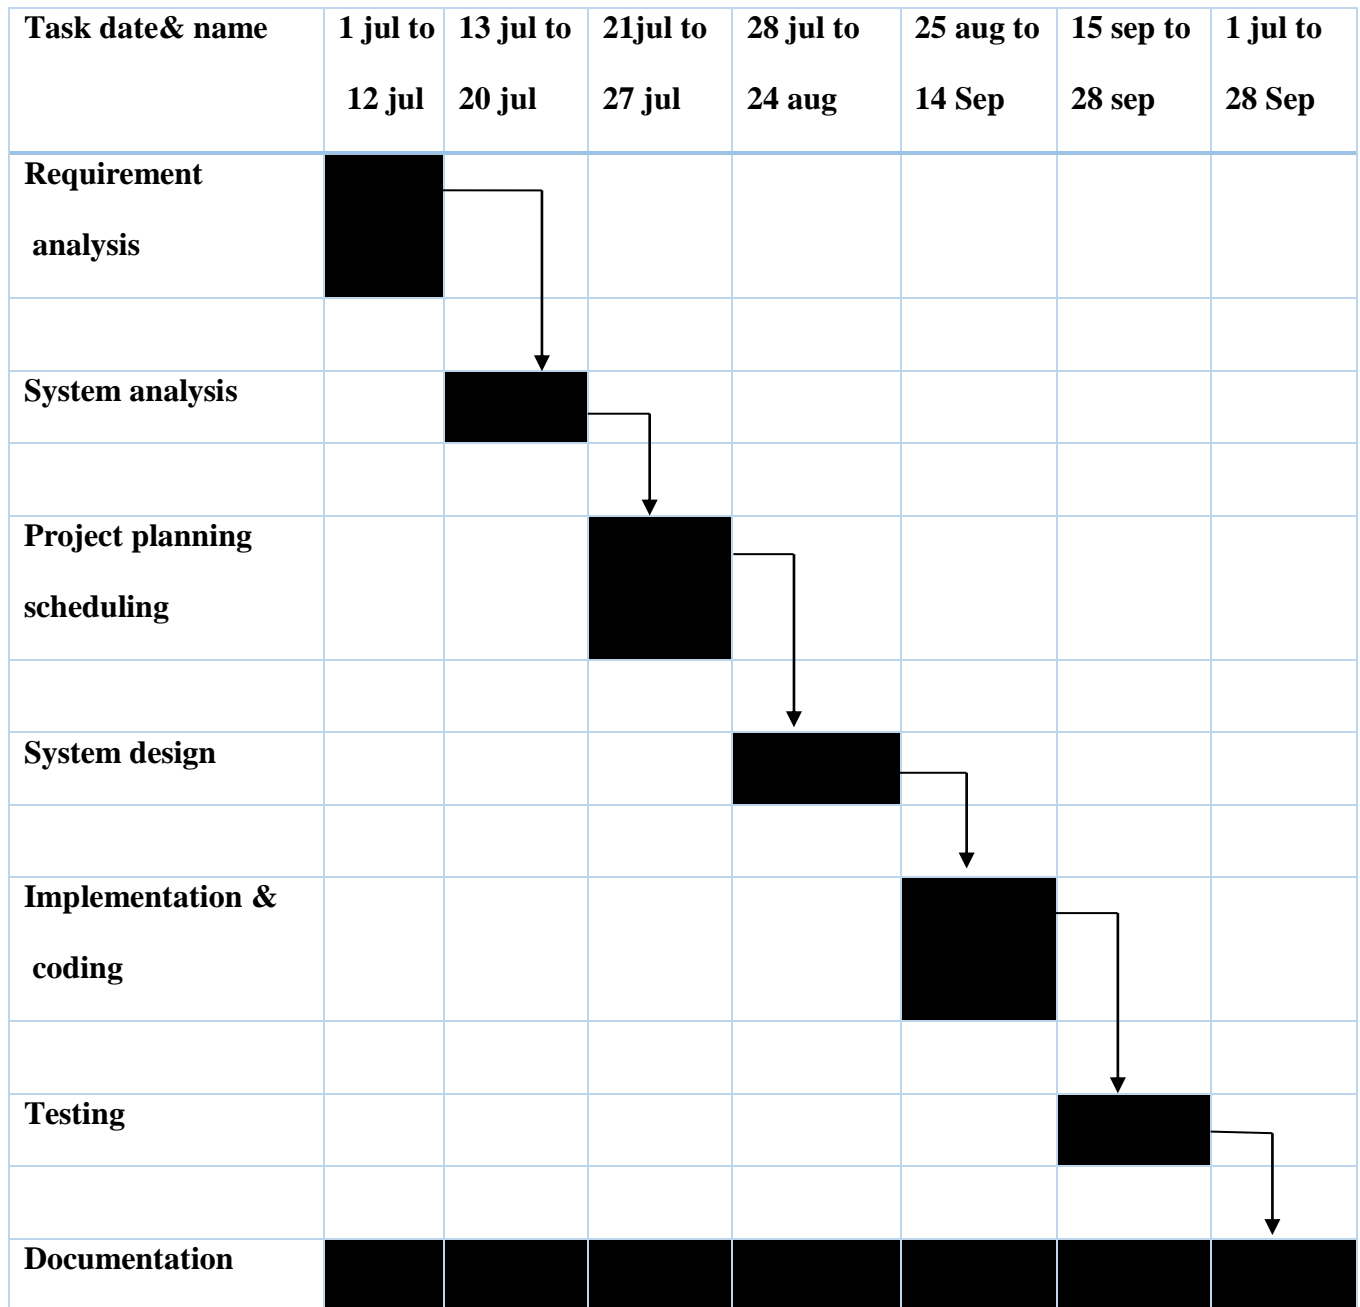 Task date& name
1 jul to
12 jul
13 jul to
20 jul
21jul to
27 jul
28 jul to
24 aug
25 aug to
14 Sep
15 sep to
28 sep
1 jul to
28 Sep
Requirement
analysis
System analysis
Project planning
scheduling
System design
Implementation &
coding
Testing
Documentation